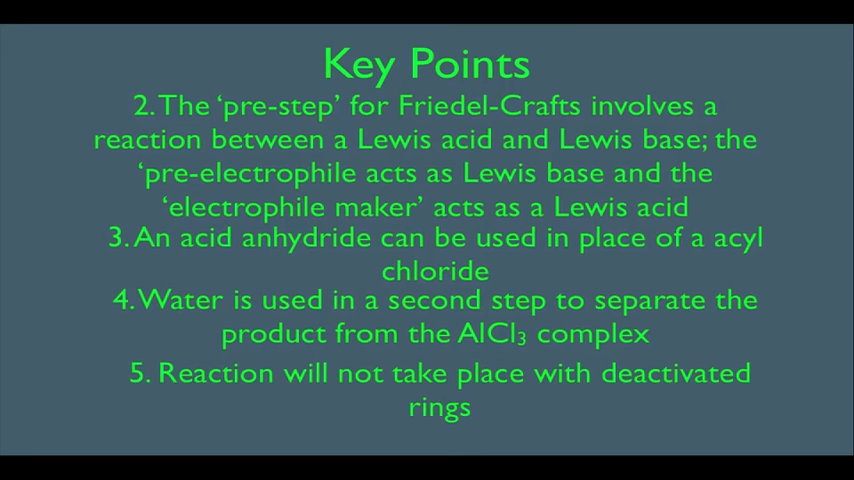 Key Points
2. The ‘pre-step’ for Friedel-Crafts involves a
reaction between a Lewis acid and Lewis base; the
‘pre-electrophile acts as Lewis base and the
‘electrophile maker’ acts as a Lewis acid
3. An acid anhydride can be used in place of a acyl
chloride
4. Water is used in a second step to separate the
product from the AlCl₃ complex
5. Reaction will not take place with deactivated
rings